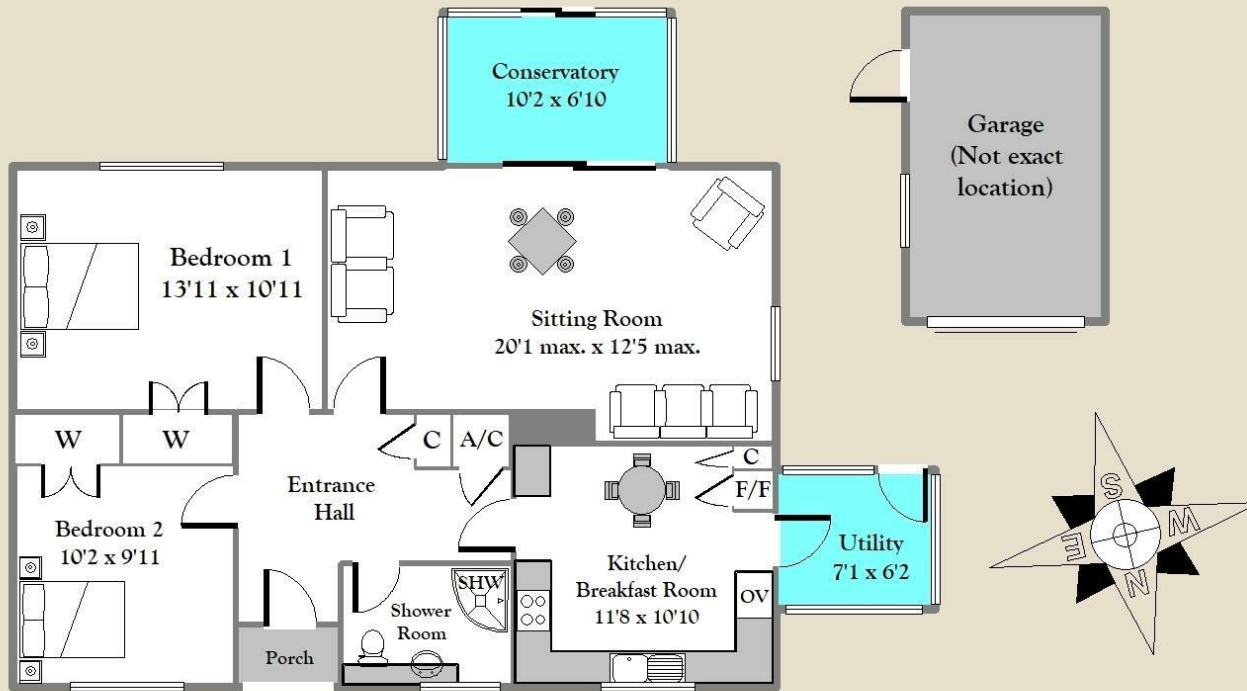 Conservatory
10'2 x 6'10
Garage
(Not exact
location)
Bedroom 1
13'11 x 10'11
Sitting Room
20'1 max. x 12'5 max.
W
W
C
A/C
C
F/F
Entrance
Hall
Bedroom 2
10'2 x 9'11
Kitchen/
Breakfast Room
11'8 x 10'10
OV
Utility
7'1 x 6'2
SHW
Shower
Room
Porch
S
W
E
N